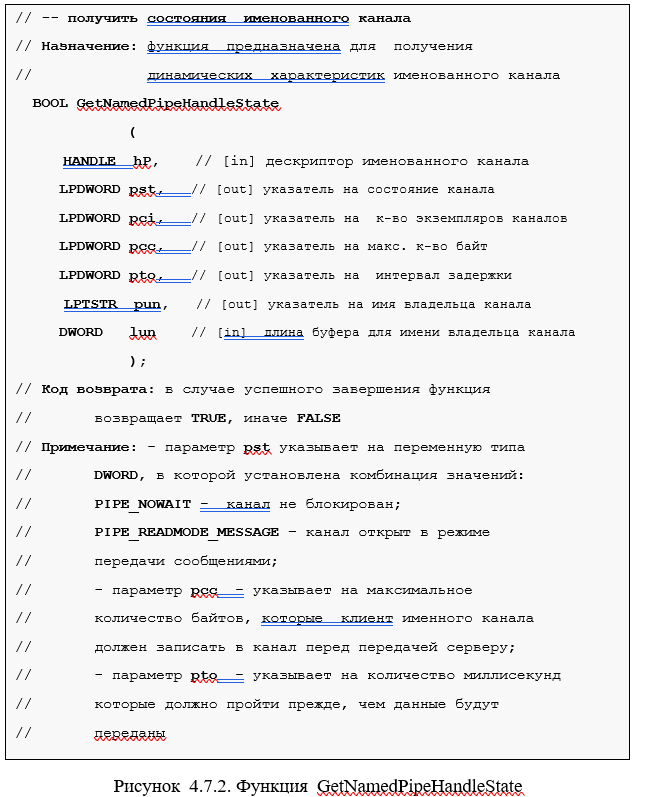 // -- получить состояния именованного канала
// Назначение: функция предназначена для получения
// динамических характеристик именованного канала
BOOL GetNamedPipeHandleState
(
HANDLE hP, // [in] дескриптор именованного канала
LPDWORD pst, // [out] указатель на состояние канала
LPDWORD pci, // [out] указатель на к-во экземпляров каналов
LPDWORD pcc, // [out] указатель на макс. к-во байт
LPDWORD pto, // [out] указатель на интервал задержки
LPTSTR pun, // [out] указатель на имя владельца канала
DWORD lun // [in] длина буфера для имени владельца канала
);
// Код возврата: в случае успешного завершения функция
// возвращает TRUE, иначе FALSE
// Примечание: – параметр pst указывает на переменную типа
// DWORD, в которой установлена комбинация значений:
// PIPE_NOWAIT – канал не блокирован;
// PIPE_READMODE_MESSAGE – канал открыт в режиме
// передачи сообщениями;
// – параметр pcc – указывает на максимальное
// количество байтов, которые клиент именного канала
// должен записать в канал перед передачей серверу;
// – параметр pto – указывает на количество миллисекунд
// которые должно пройти прежде, чем данные будут
// переданы
Рисунок 4.7.2. Функция GetNamedPipeHandleState